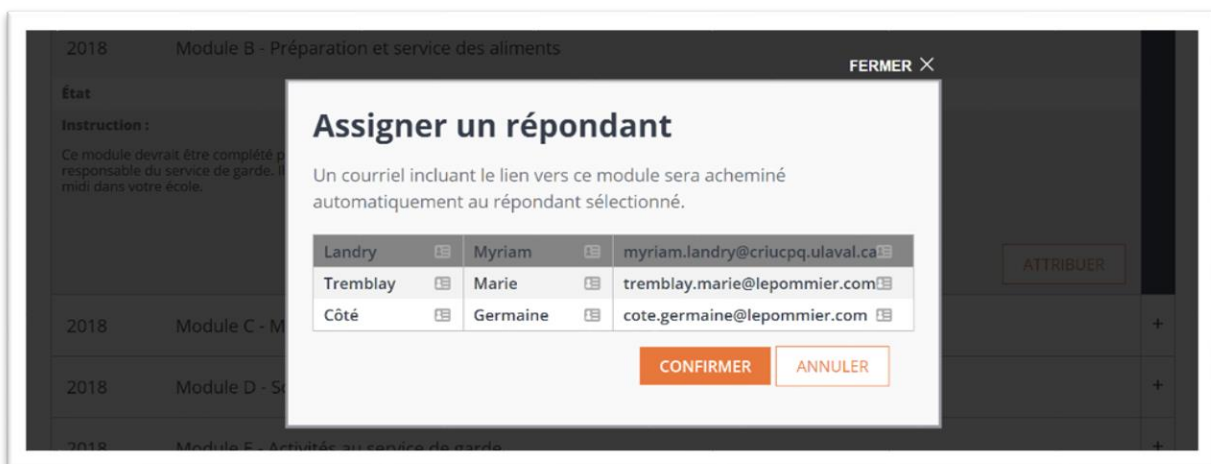 2018 Module B - Préparation et service des aliments
FERMER ×
État
Instruction :
Ce module devrait être complété p
responsable du service de garde. Il
midi dans votre école.
Assigner un répondant
Un courriel incluant le lien vers ce module sera acheminé
automatiquement au répondant sélectionné.
Landry Myriam myriam.landry@criucpq.ulaval.ca
Tremblay Marie tremblay.marie@lepommier.com
Côté Germaine cote.germaine@lepommier.com
ATTRIBUER
CONFIRMER ANNULER
2018 Module C - M +
2018 Module D - So +
2018 Module E - Activités au service de garde +